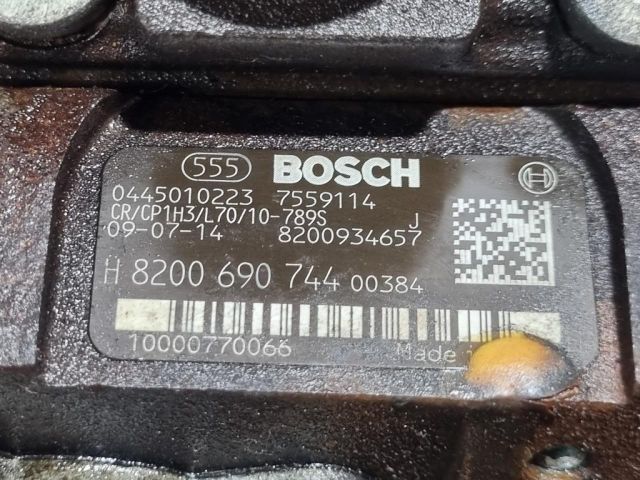 555 BOSCH
0445010223 7559114
CR/CP1H3/L70/10-789S J
09-07-14 8200934657
H 8200 690 744 00384
10000770066 Made